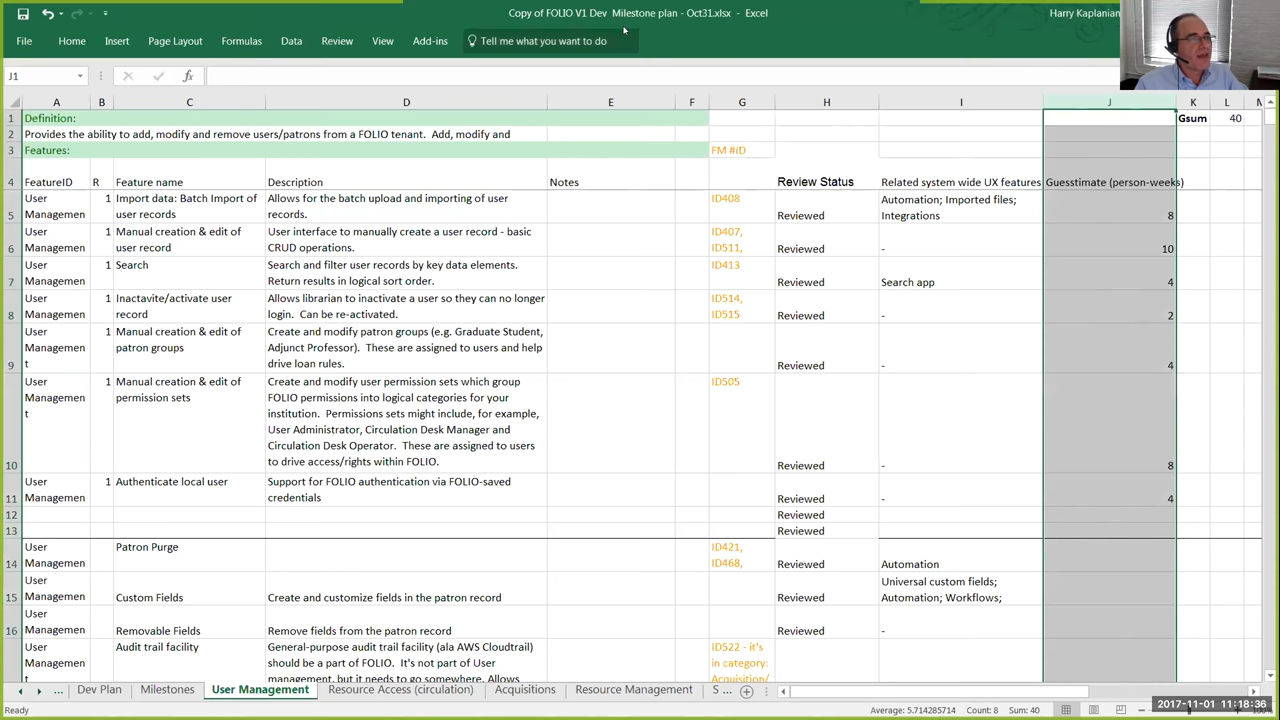 Copy of FOLIO V1 Dev Milestone plan - Oct31.xlsx - Excel
Harry Kaplanian
File Home Insert Page Layout Formulas Data Review View Add-ins Tell me what you want to do
J1
fx
A B C D E F G H I J K L M
1 Definition: Gsum 40
2 Provides the ability to add, modify and remove users/patrons from a FOLIO tenant. Add, modify and
3 Features: FM #iD
4 FeatureID R Feature name Description Notes Review Status Related system wide UX features Guesstimate (person-weeks)
User 1 Import data: Batch Import of Allows for the batch upload and importing of user ID408 Automation; Imported files;
5 Managemen user records records. Reviewed Integrations 8
User 1 Manual creation & edit of User interface to manually create a user record - basic ID407,
6 Managemen user record CRUD operations. ID511, Reviewed - 10
User 1 Search Search and filter user records by key data elements. ID413
7 Managemen Return results in logical sort order. Reviewed Search app 4
User 1 Inactavite/activate user Allows librarian to inactivate a user so they can no longer ID514,
8 Managemen record login. Can be re-activated. ID515 Reviewed - 2
User 1 Manual creation & edit of Create and modify patron groups (e.g. Graduate Student,
Managemen patron groups Adjunct Professor). These are assigned to users and help
9 t drive loan rules. Reviewed - 4
User 1 Manual creation & edit of Create and modify user permission sets which group ID505
Managemen permission sets FOLIO permissions into logical categories for your
t institution. Permissions sets might include, for example,
User Administrator, Circulation Desk Manager and
Circulation Desk Operator. These are assigned to users
10 to drive access/rights within FOLIO. Reviewed - 8
User 1 Authenticate local user Support for FOLIO authentication via FOLIO-saved
11 Managemen credentials Reviewed - 4
12 Reviewed
13 Reviewed
User Patron Purge ID421,
14 Managemen ID468, Reviewed Automation
User Universal custom fields;
15 Managemen Custom Fields Create and customize fields in the patron record Reviewed Automation; Workflows;
User
16 Managemen Removable Fields Remove fields from the patron record Reviewed -
User Audit trail facility General-purpose audit trail facility (ala AWS Cloudtrail) ID522 - it's
Managemen should be a part of FOLIO. It's not part of User in category:
management, but it needs to go somewhere. Allows Acquisition/
... Dev Plan Milestones User Management Resource Access (circulation) Acquisitions Resource Management S ...
Ready Average: 5.714285714 Count: 8 Sum: 40
2017-11-01 11:18:36